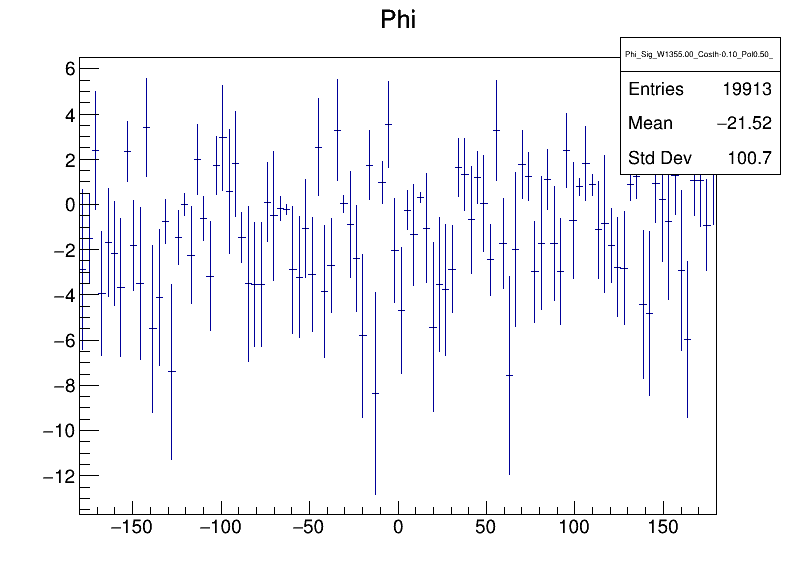 Phi
Phi_Sig_W1355.00_Costh-0.10_Pol0.50_
Entries 19913
Mean −21.52
Std Dev 100.7
6
4
2
0
−2
−4
−6
−8
−10
−12
−150 −100 −50 0 50 100 150